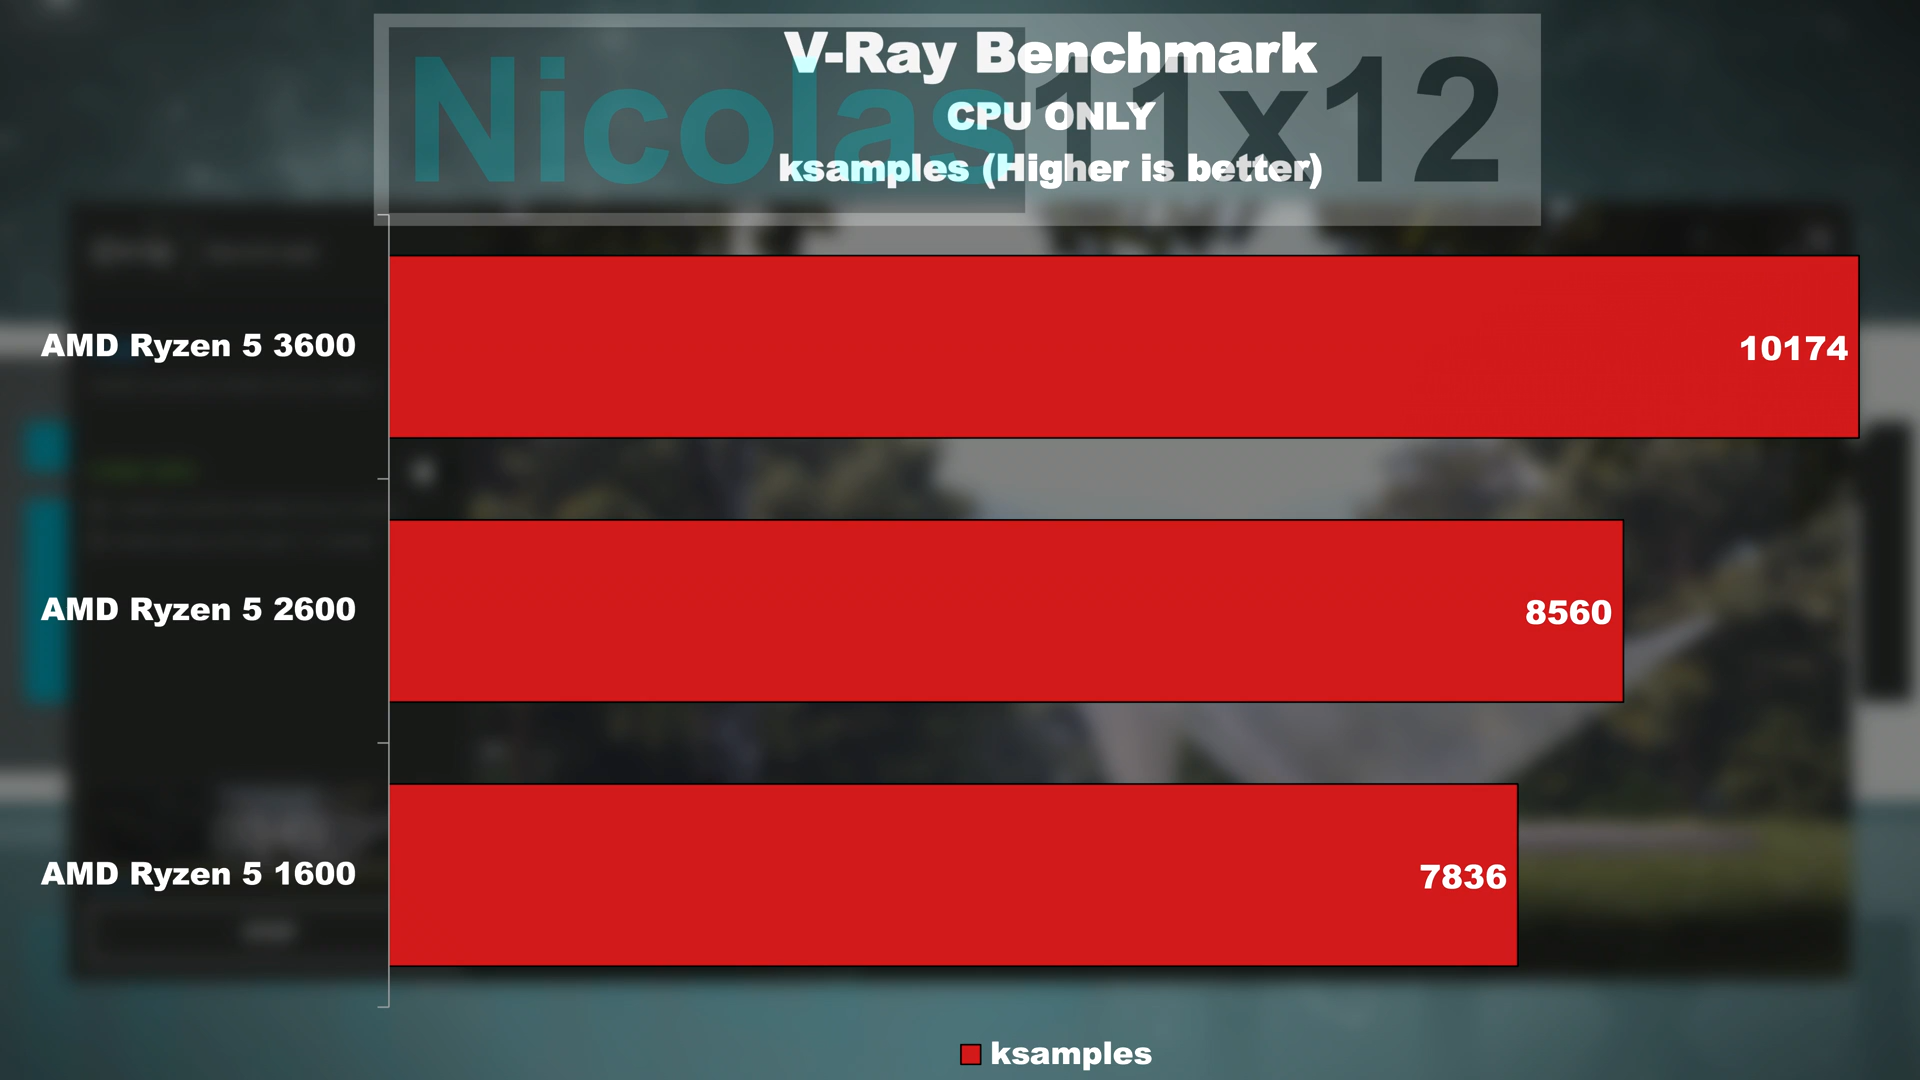 Nicolas11x12
V-Ray Benchmark
CPU ONLY
ksamples (Higher is better)
AMD Ryzen 5 3600
10174
AMD Ryzen 5 2600
8560
AMD Ryzen 5 1600
7836
ksamples